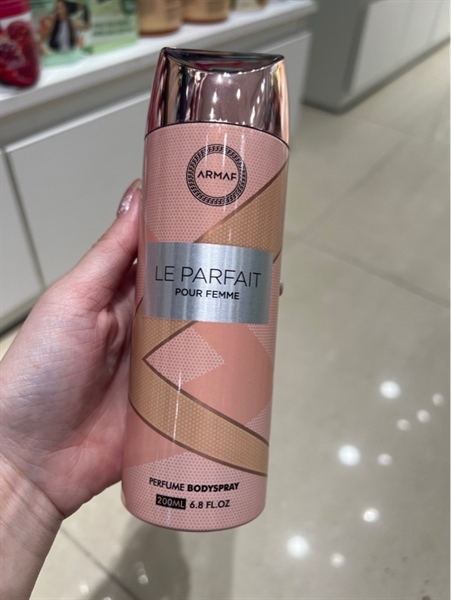 ARMAF
LE PARFAIT
POUR FEMME
PERFUME BODYSPRAY
200ML 6.8 FL.OZ